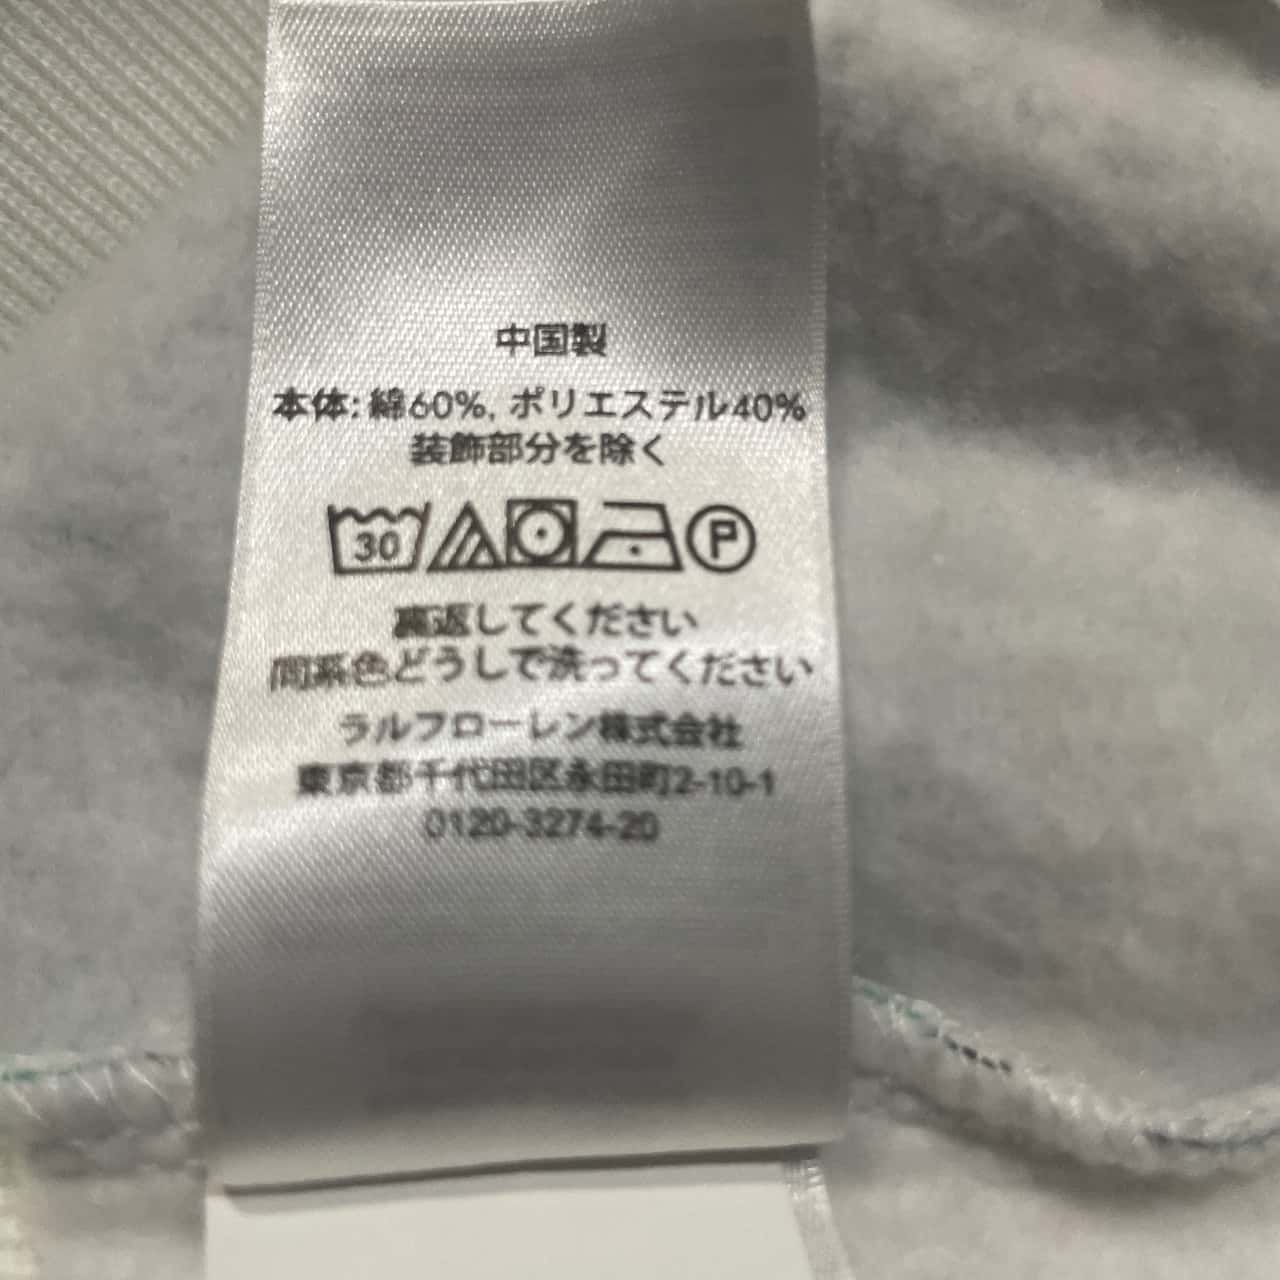 中国製
本体: 綿60%, ポリエステル40%
装飾部分を除く
30 P
裏返してください
同系色どうしで洗ってください
ラルフローレン株式会社
東京都千代田区永田町2-10-1
0120-3274-20